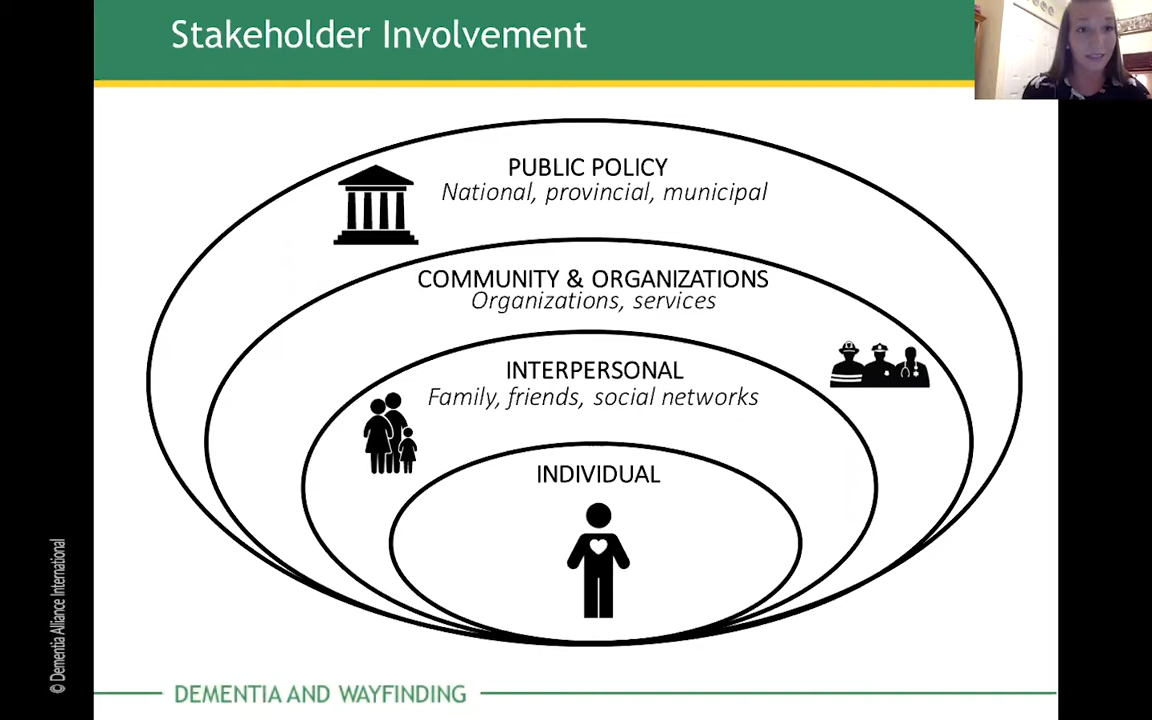 Stakeholder Involvement
PUBLIC POLICY
National, provincial, municipal
COMMUNITY & ORGANIZATIONS
Organizations, services
INTERPERSONAL
Family, friends, social networks
INDIVIDUAL
© Dementia Alliance International
DEMENTIA AND WAYFINDING